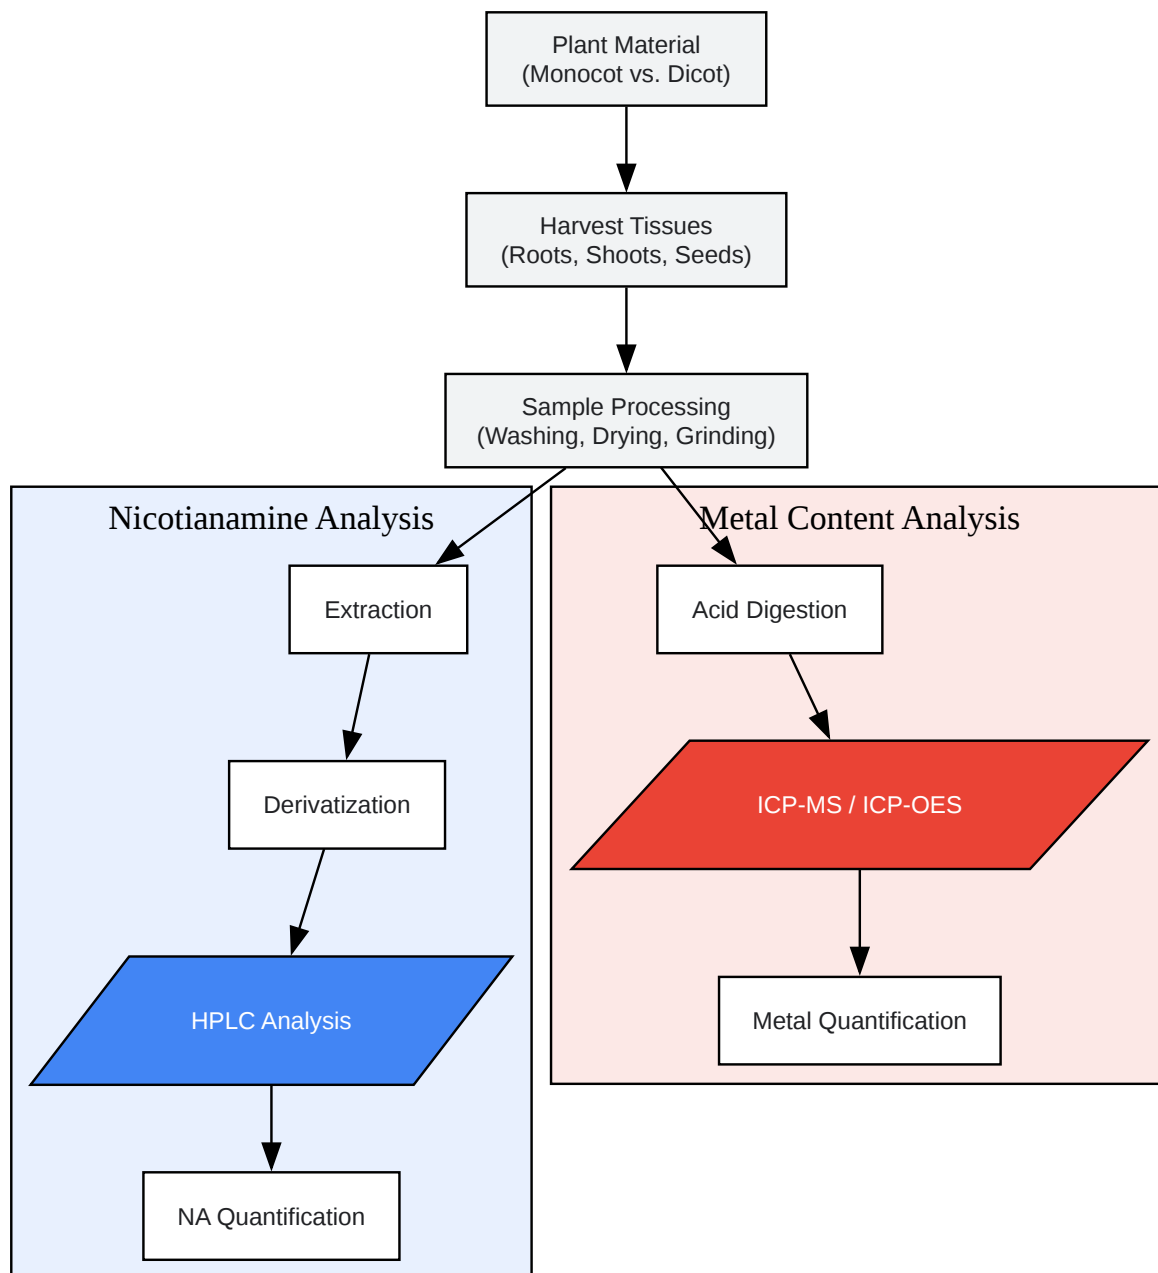 Plant Material
(Monocot vs. Dicot)
Harvest Tissues
(Roots, Shoots, Seeds)
Sample Processing
(Washing, Drying, Grinding)
Nicotianamine Analysis
Extraction
Derivatization
HPLC Analysis
NA Quantification
Metal Content Analysis
Acid Digestion
ICP-MS / ICP-OES
Metal Quantification